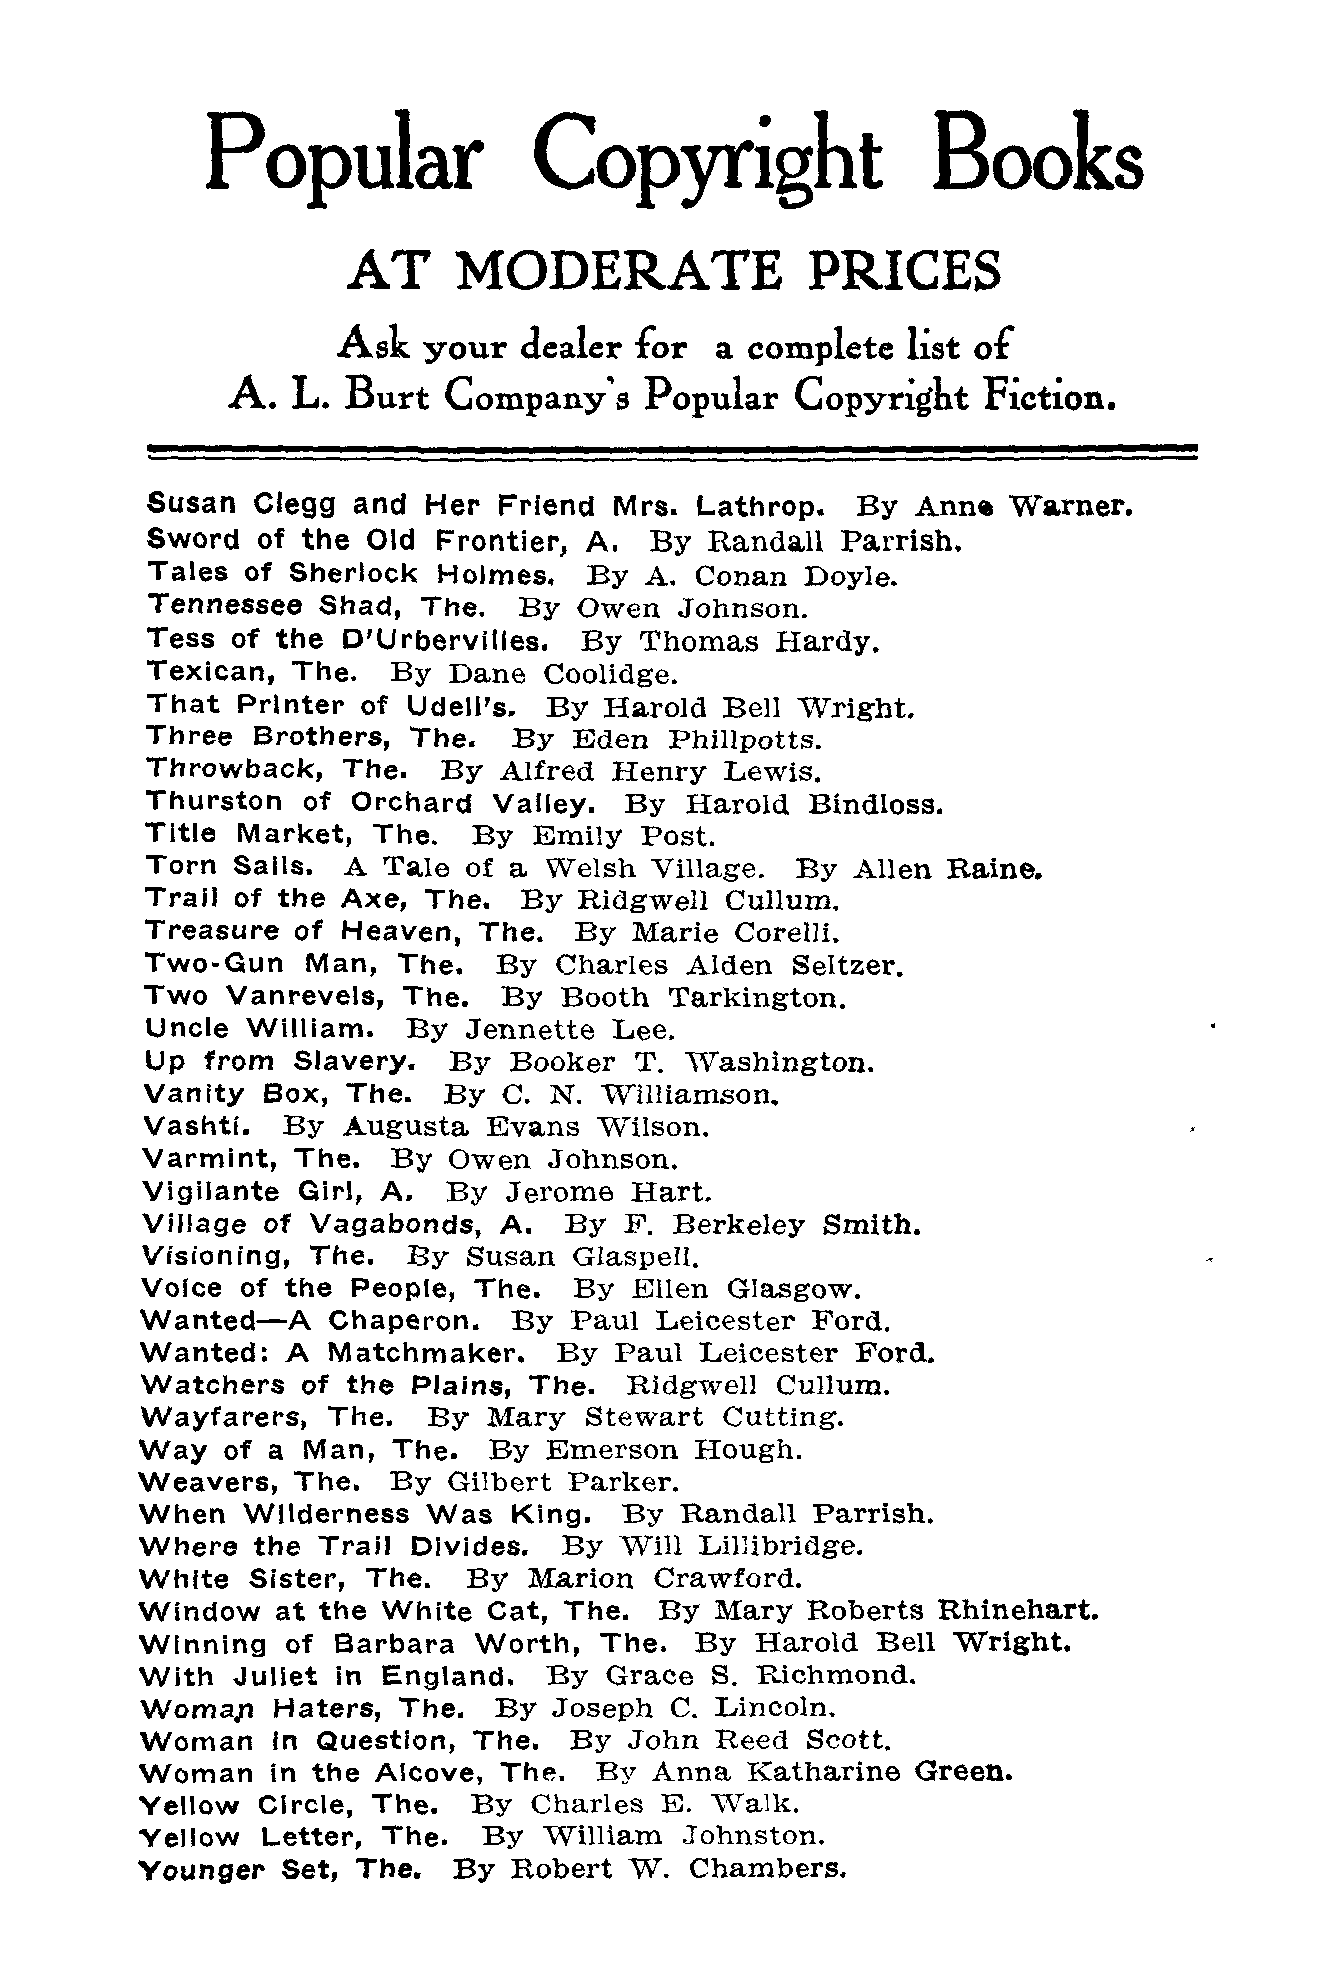 Popular Copyright Books
AT MODERATE PRICES
Ask your dealer for a complete list of
A. L. Burt Company's Popular Copyright Fiction.
Susan Clegg and Her Friend Mrs. Lathrop. By Anne Warner.
Sword of the Old Frontier, A. By Randall Parrish.
Tales of Sherlock Holmes. By A. Conan Doyle.
Tennessee Shad, The. By Owen Johnson.
Tess of the D'Urbervilles. By Thomas Hardy.
Texican, The. By Dane Coolidge.
That Printer of Udell's. By Harold Bell Wright.
Three Brothers, The. By Eden Phillpotts.
Throwback, The. By Alfred Henry Lewis.
Thurston of Orchard Valley. By Harold Bindloss.
Title Market, The. By Emily Post.
Torn Sails. A Tale of a Welsh Village. By Allen Raine.
Trail of the Axe, The. By Ridgwell Cullum.
Treasure of Heaven, The. By Marie Corelli.
Two-Gun Man, The. By Charles Alden Seltzer.
Two Vanrevels, The. By Booth Tarkington.
Uncle William. By Jennette Lee.
Up from Slavery. By Booker T. Washington.
Vanity Box, The. By C. N. Williamson.
Vashti. By Augusta Evans Wilson.
Varmint, The. By Owen Johnson.
Vigilante Girl, A. By Jerome Hart.
Village of Vagabonds, A. By F. Berkeley Smith.
Visioning, The. By Susan Glaspell.
Voice of the People, The. By Ellen Glasgow.
Wanted—A Chaperon. By Paul Leicester Ford.
Wanted: A Matchmaker. By Paul Leicester Ford.
Watchers of the Plains, The. Ridgwell Cullum.
Wayfarers, The. By Mary Stewart Cutting.
Way of a Man, The. By Emerson Hough.
Weavers, The. By Gilbert Parker.
When Wilderness Was King. By Randall Parrish.
Where the Trail Divides. By Will Lillibridge.
White Sister, The. By Marion Crawford.
Window at the White Cat, The. By Mary Roberts Rhinehart.
Winning of Barbara Worth, The. By Harold Bell Wright.
With Juliet in England. By Grace S. Richmond.
Woman Haters, The. By Joseph C. Lincoln.
Woman in Question, The. By John Reed Scott.
Woman in the Alcove, The. By Anna Katharine Green.
Yellow Circle, The. By Charles E. Walk.
Yellow Letter, The. By William Johnston.
Younger Set, The. By Robert W. Chambers.